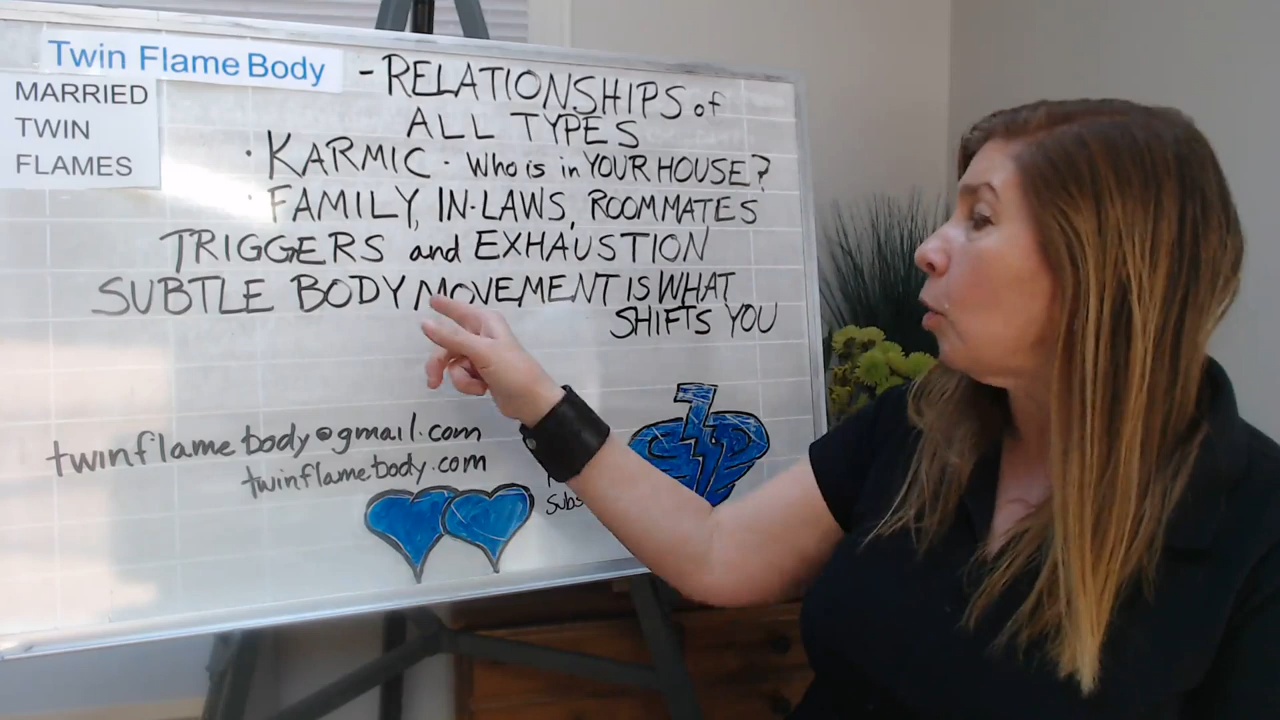 Twin Flame Body
MARRIED
TWIN
FLAMES
- RELATIONSHIPS of
ALL TYPES
· KARMIC - Who is in YOUR HOUSE?
· FAMILY, IN-LAWS, ROOMMATES
TRIGGERS and EXHAUSTION
SUBTLE BODY MOVEMENT IS WHAT
SHIFTS YOU
twinflamebody@gmail.com
twinflamebody.com